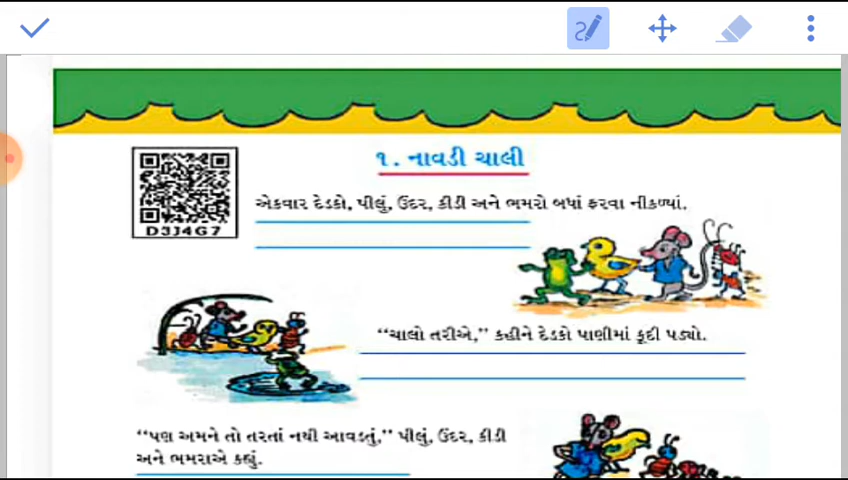 ૧. નાવડી ચાલી
D3J4G7
એકવાર દેડકો, પીલું, ઉંદર, કીડી અને ભમરો બધાં ફરવા નીકળ્યાં.
“ચાલો તરીએ,” કહીને દેડકો પાણીમાં કૂદી પડ્યો.
“પણ અમને તો તરતાં નથી આવડતું,” પીલું, ઉંદર, કીડી
અને ભમરાએ કહ્યું.